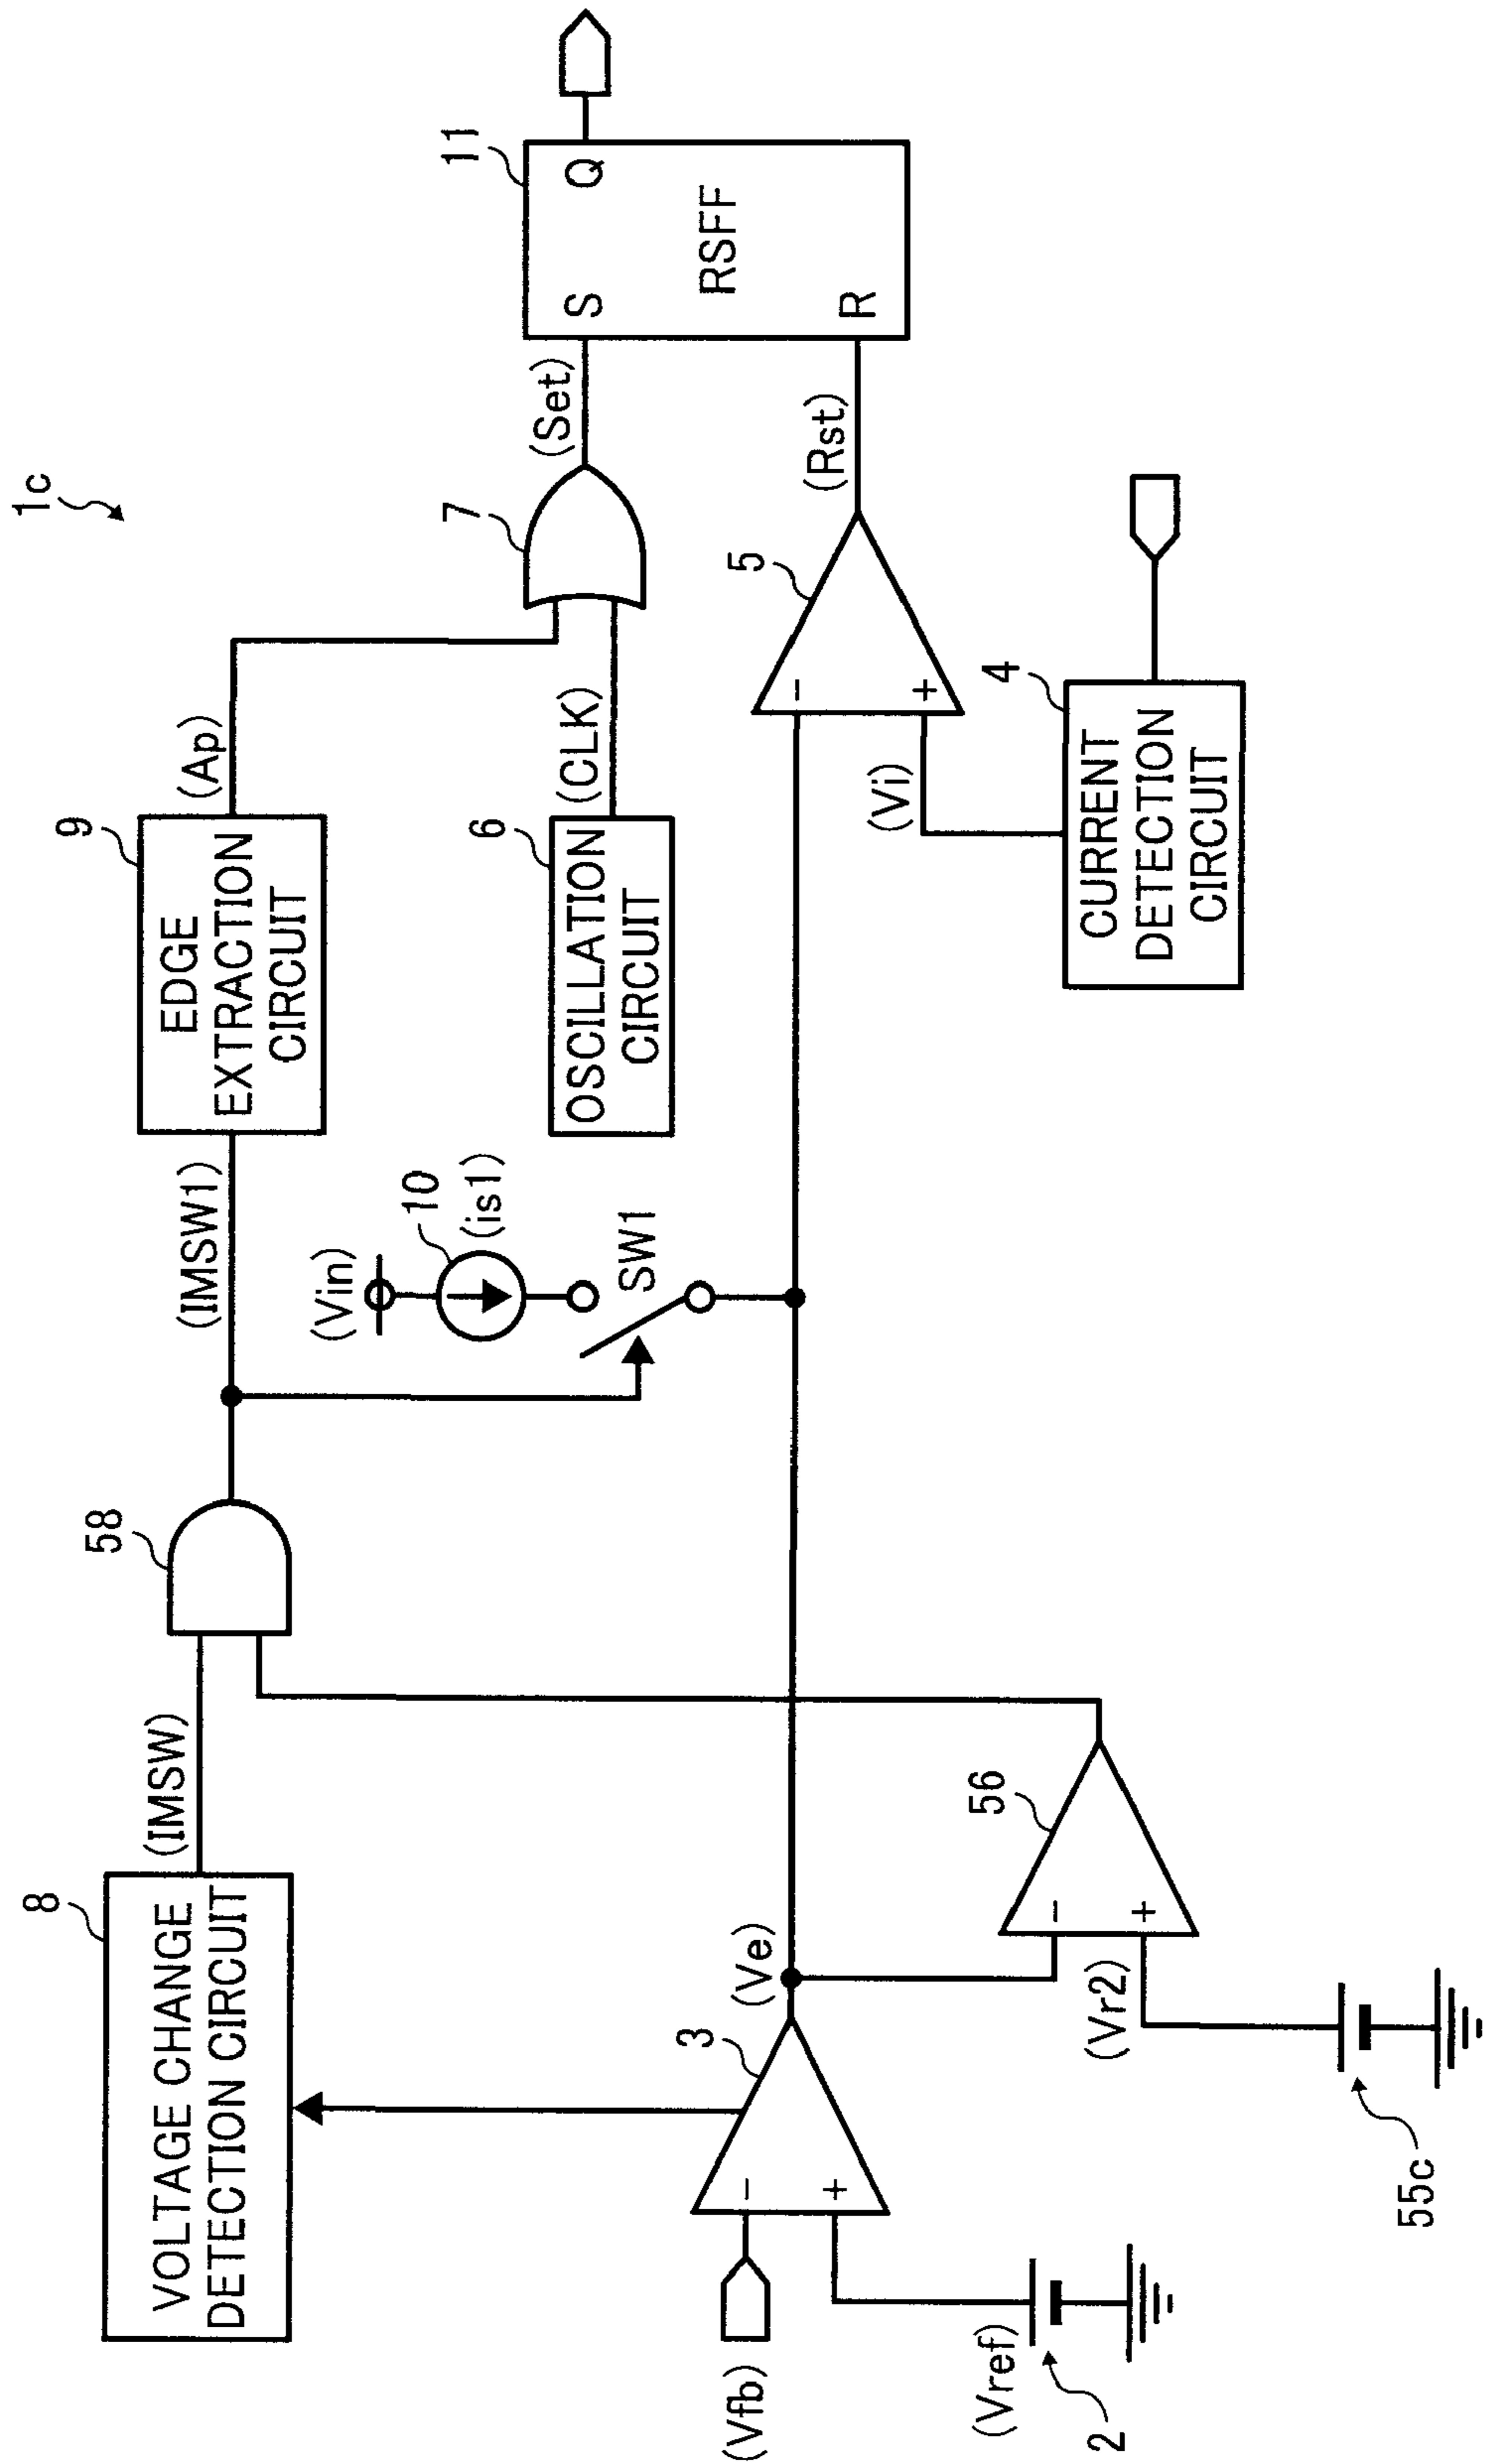 1c
8
VOLTAGE CHANGE
DETECTION CIRCUIT
(IMSW)
58
(IMSW1)
9
EDGE
EXTRACTION
CIRCUIT
(Ap)
(Vin)
10
(is1)
SW1
6
OSCILLATION
CIRCUIT
(CLK)
7
(Set)
11
S
Q
RSFF
R
(Vfb)
-
+
3
(Ve)
(Vref)
2
-
+
56
(Vr2)
55c
-
+
5
(Rst)
(Vi)
4
CURRENT
DETECTION
CIRCUIT